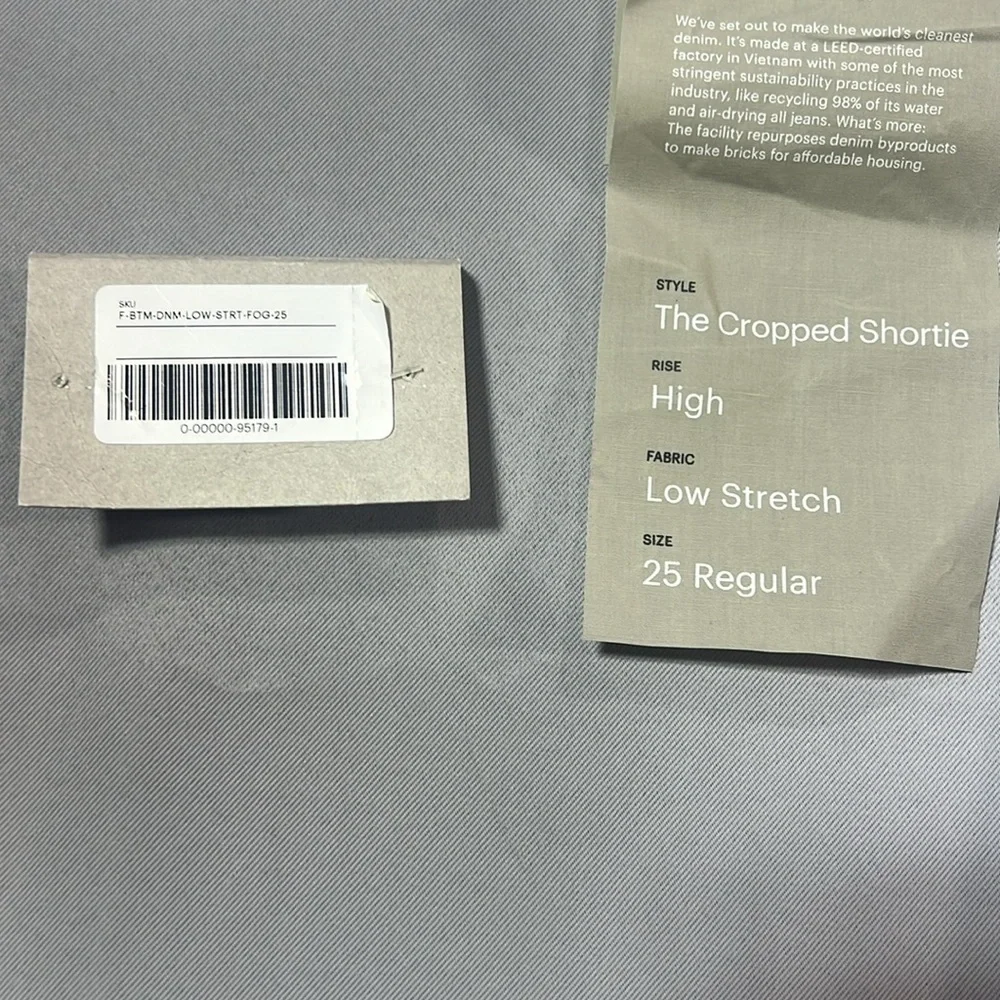 SKU
F-BTM-DNM-LOW-STRT-FOG-25
0-00000-95179-1
We've set out to make the world's cleanest
denim. It's made at a LEED-certified
factory in Vietnam with some of the most
stringent sustainability practices in the
industry, like recycling 98% of its water
and air-drying all jeans. What's more:
The facility repurposes denim byproducts
to make bricks for affordable housing.
STYLE
The Cropped Shortie
RISE
High
FABRIC
Low Stretch
SIZE
25 Regular